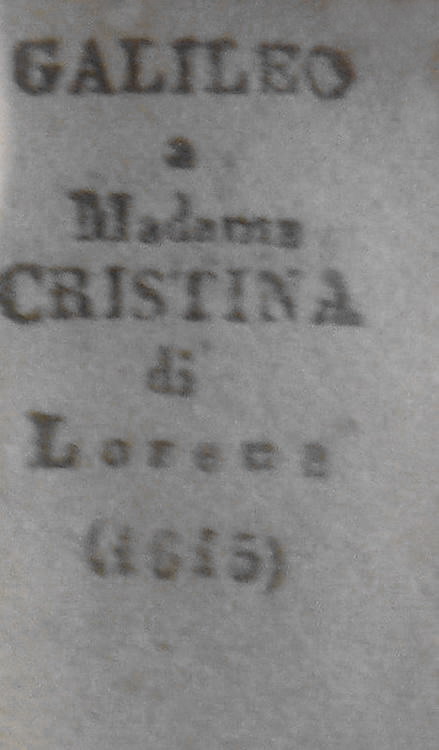 GALILEO
a
Madama
CRISTINA
di
Lorena
(1615)